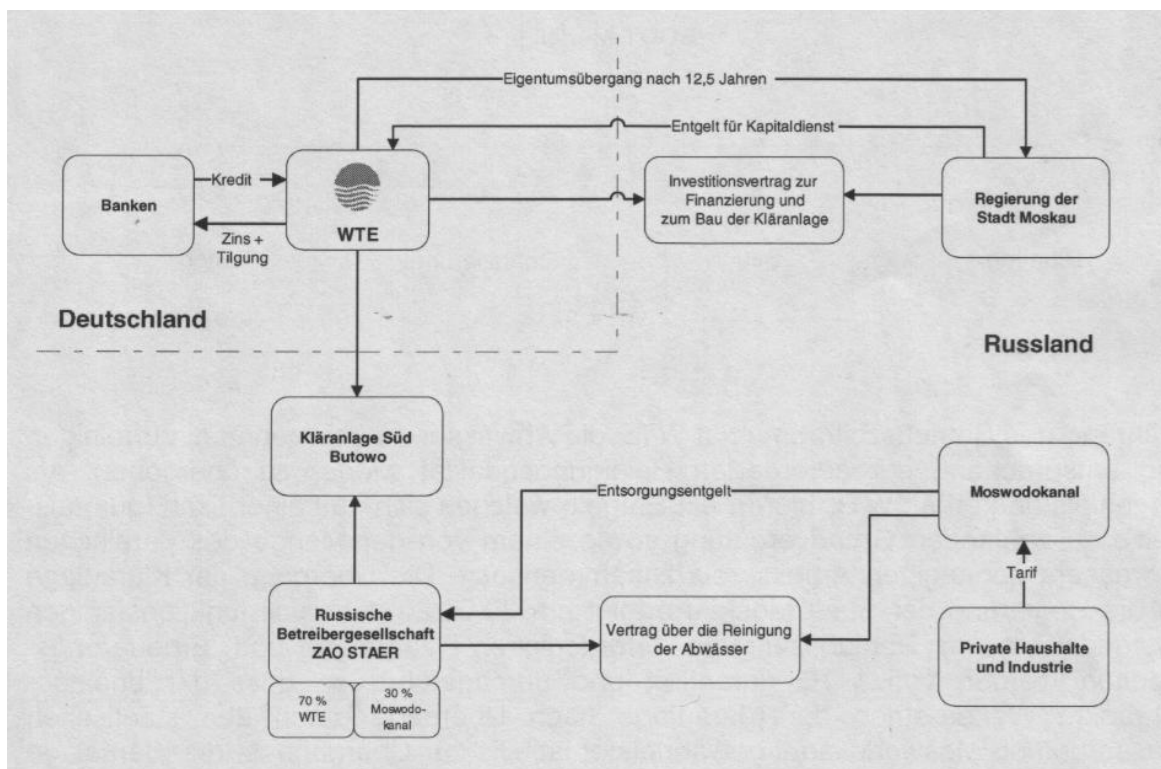 Eigentumsübergang nach 12,5 Jahren
Entgelt für Kapitaldienst
Banken
Kredit
Zins +
Tilgung
WTE
Investitionsvertrag zur
Finanzierung und
zum Bau der Kläranlage
Regierung der
Stadt Moskau
Deutschland
Russland
Kläranlage Süd
Butowo
Entsorgungsentgelt
Moswodokanal
Tarif
Russische
Betreibergesellschaft
ZAO STAER
Vertrag über die Reinigung
der Abwässer
Private Haushalte
und Industrie
70 %
WTE
30 %
Moswodo-
kanal